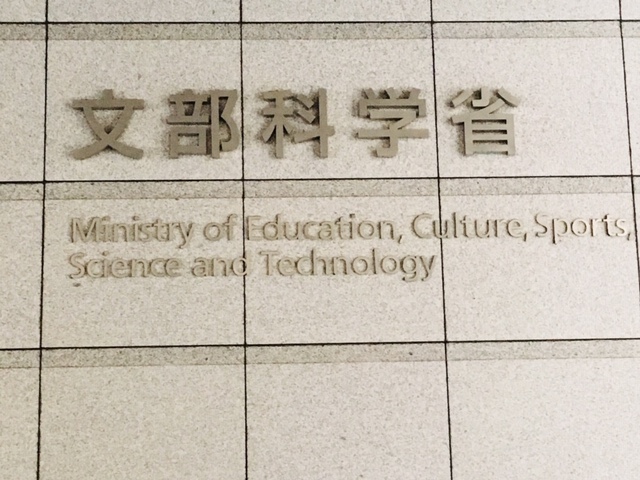 文部科学省
Ministry of Education, Culture, Sports,
Science and Technology